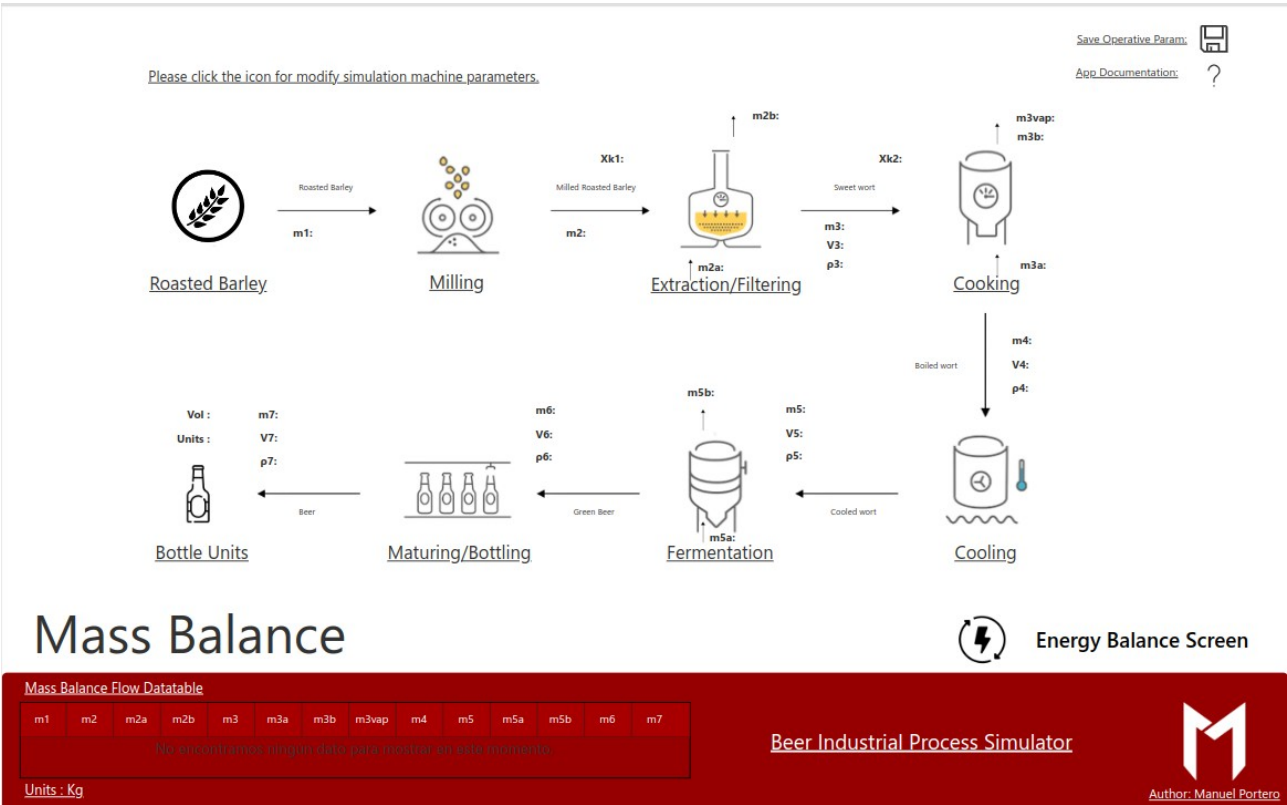 Save Operative Param:
Please click the icon for modify simulation machine parameters.
App Documentation:
?
m2b:
m3vap:
m3b:
Xk1:
Xk2:
Roasted Barley
Milled Roasted Barley
Sweet wort
m1:
m2:
m3:
V3:
ρ3:
m2a:
m3a:
Roasted Barley
Milling
Extraction/Filtering
Cooking
m4:
Boiled wort
V4:
ρ4:
m5b:
Vol :
m7:
m6:
m5:
Units :
V7:
V6:
V5:
ρ7:
ρ6:
ρ5:
Beer
Green Beer
Cooled wort
m5a:
Bottle Units
Maturing/Bottling
Fermentation
Cooling
Mass Balance
Energy Balance Screen
Mass Balance Flow Datatable
m1 m2 m2a m2b m3 m3a m3b m3vap m4 m5 m5a m5b m6 m7
No encontramos ningún dato para mostrar en este momento.
Beer Industrial Process Simulator
Units : Kg
Author: Manuel Portero